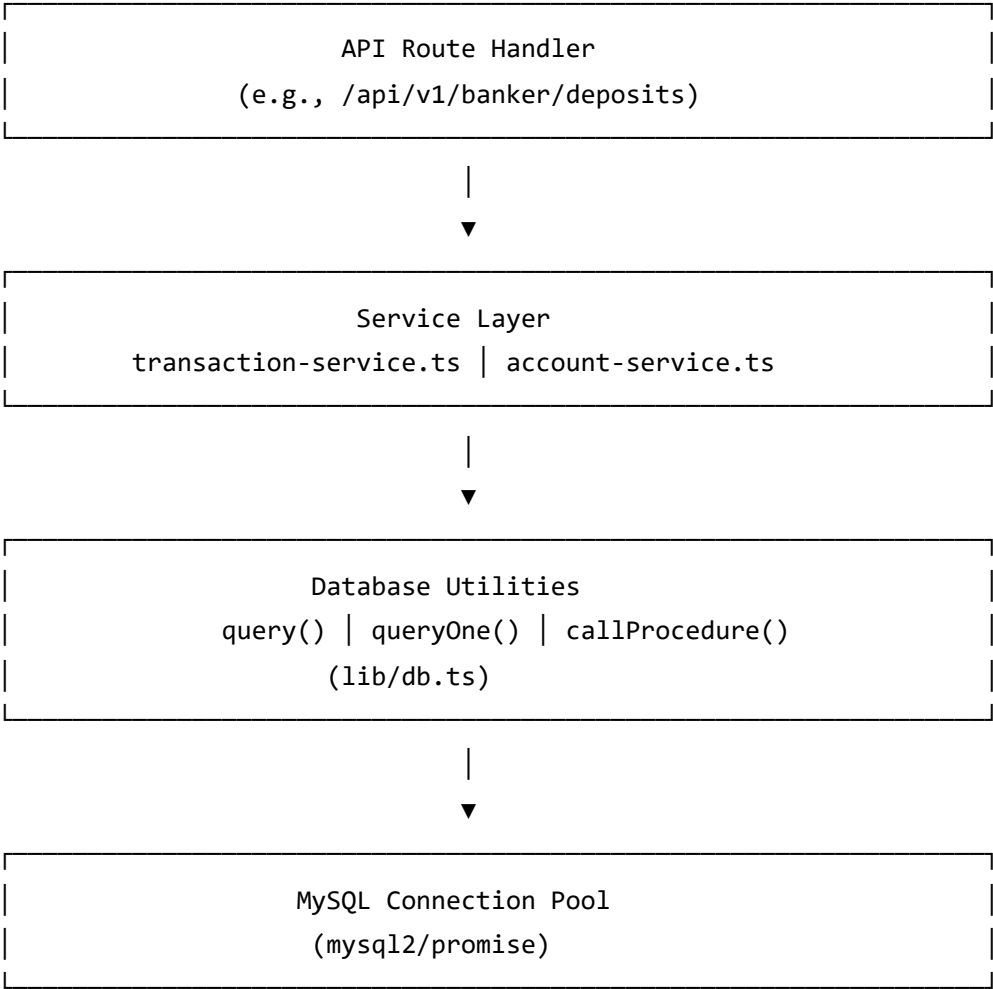 API Route Handler
(e.g., /api/v1/banker/deposits)
Service Layer
transaction-service.ts │ account-service.ts
Database Utilities
query() │ queryOne() │ callProcedure()
(lib/db.ts)
MySQL Connection Pool
(mysql2/promise)